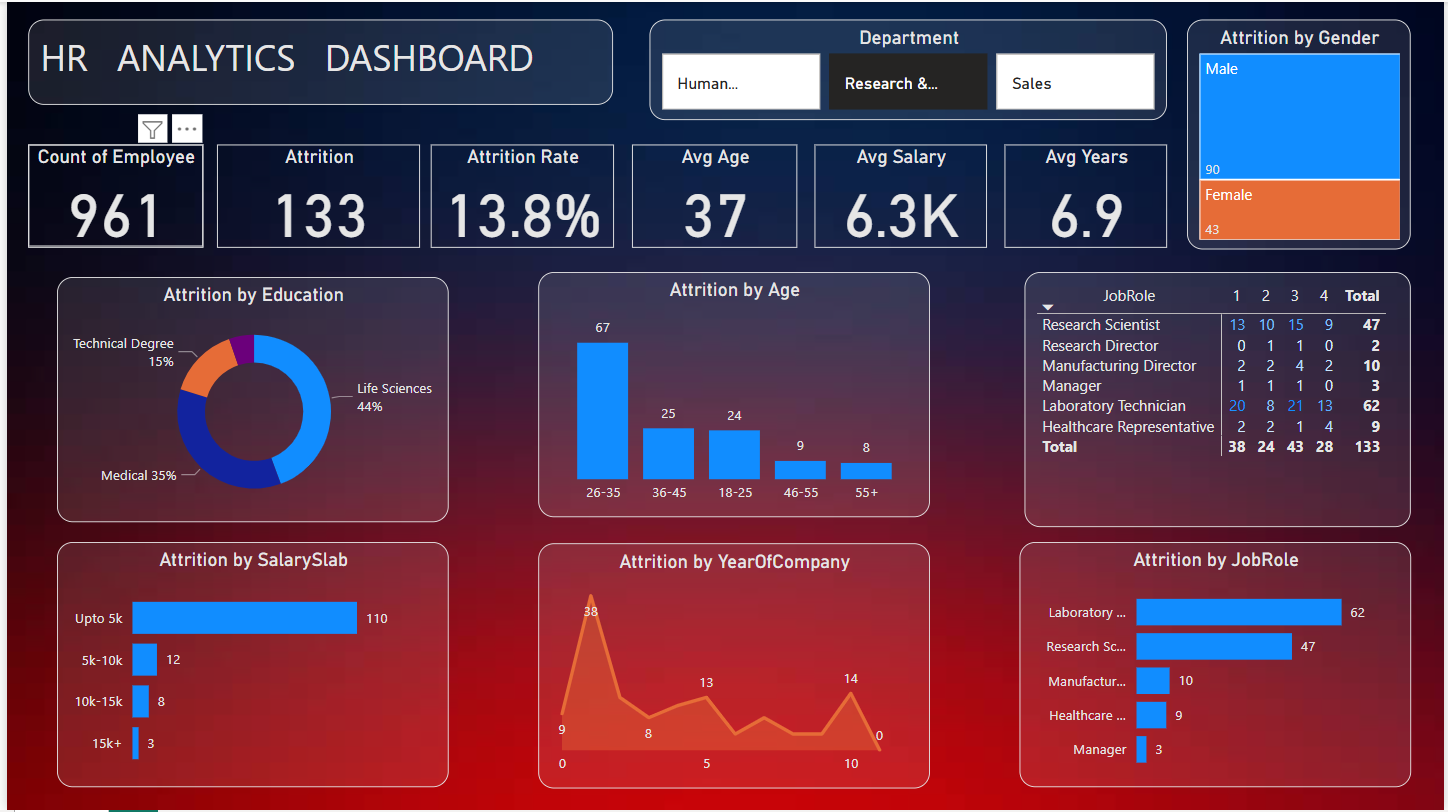 HR ANALYTICS DASHBOARD
Department
Human...
Research &...
Sales
Attrition by Gender
Male
90
Female
43
Count of Employee
961
Attrition
133
Attrition Rate
13.8%
Avg Age
37
Avg Salary
6.3K
Avg Years
6.9
Attrition by Education
Technical Degree
15%
Life Sciences
44%
Medical 35%
Attrition by Age
67
25
24
9
8
26-35 36-45 18-25 46-55 55+
JobRole 1 2 3 4 Total
Research Scientist 13 10 15 9 47
Research Director 0 1 1 0 2
Manufacturing Director 2 2 4 2 10
Manager 1 1 1 0 3
Laboratory Technician 20 8 21 13 62
Healthcare Representative 2 2 1 4 9
Total 38 24 43 28 133
Attrition by SalarySlab
Upto 5k 110
5k-10k 12
10k-15k 8
15k+ 3
Attrition by YearOfCompany
38
13
14
9
8
0
0 5 10
Attrition by JobRole
Laboratory ... 62
Research Sc... 47
Manufactur... 10
Healthcare ... 9
Manager 3